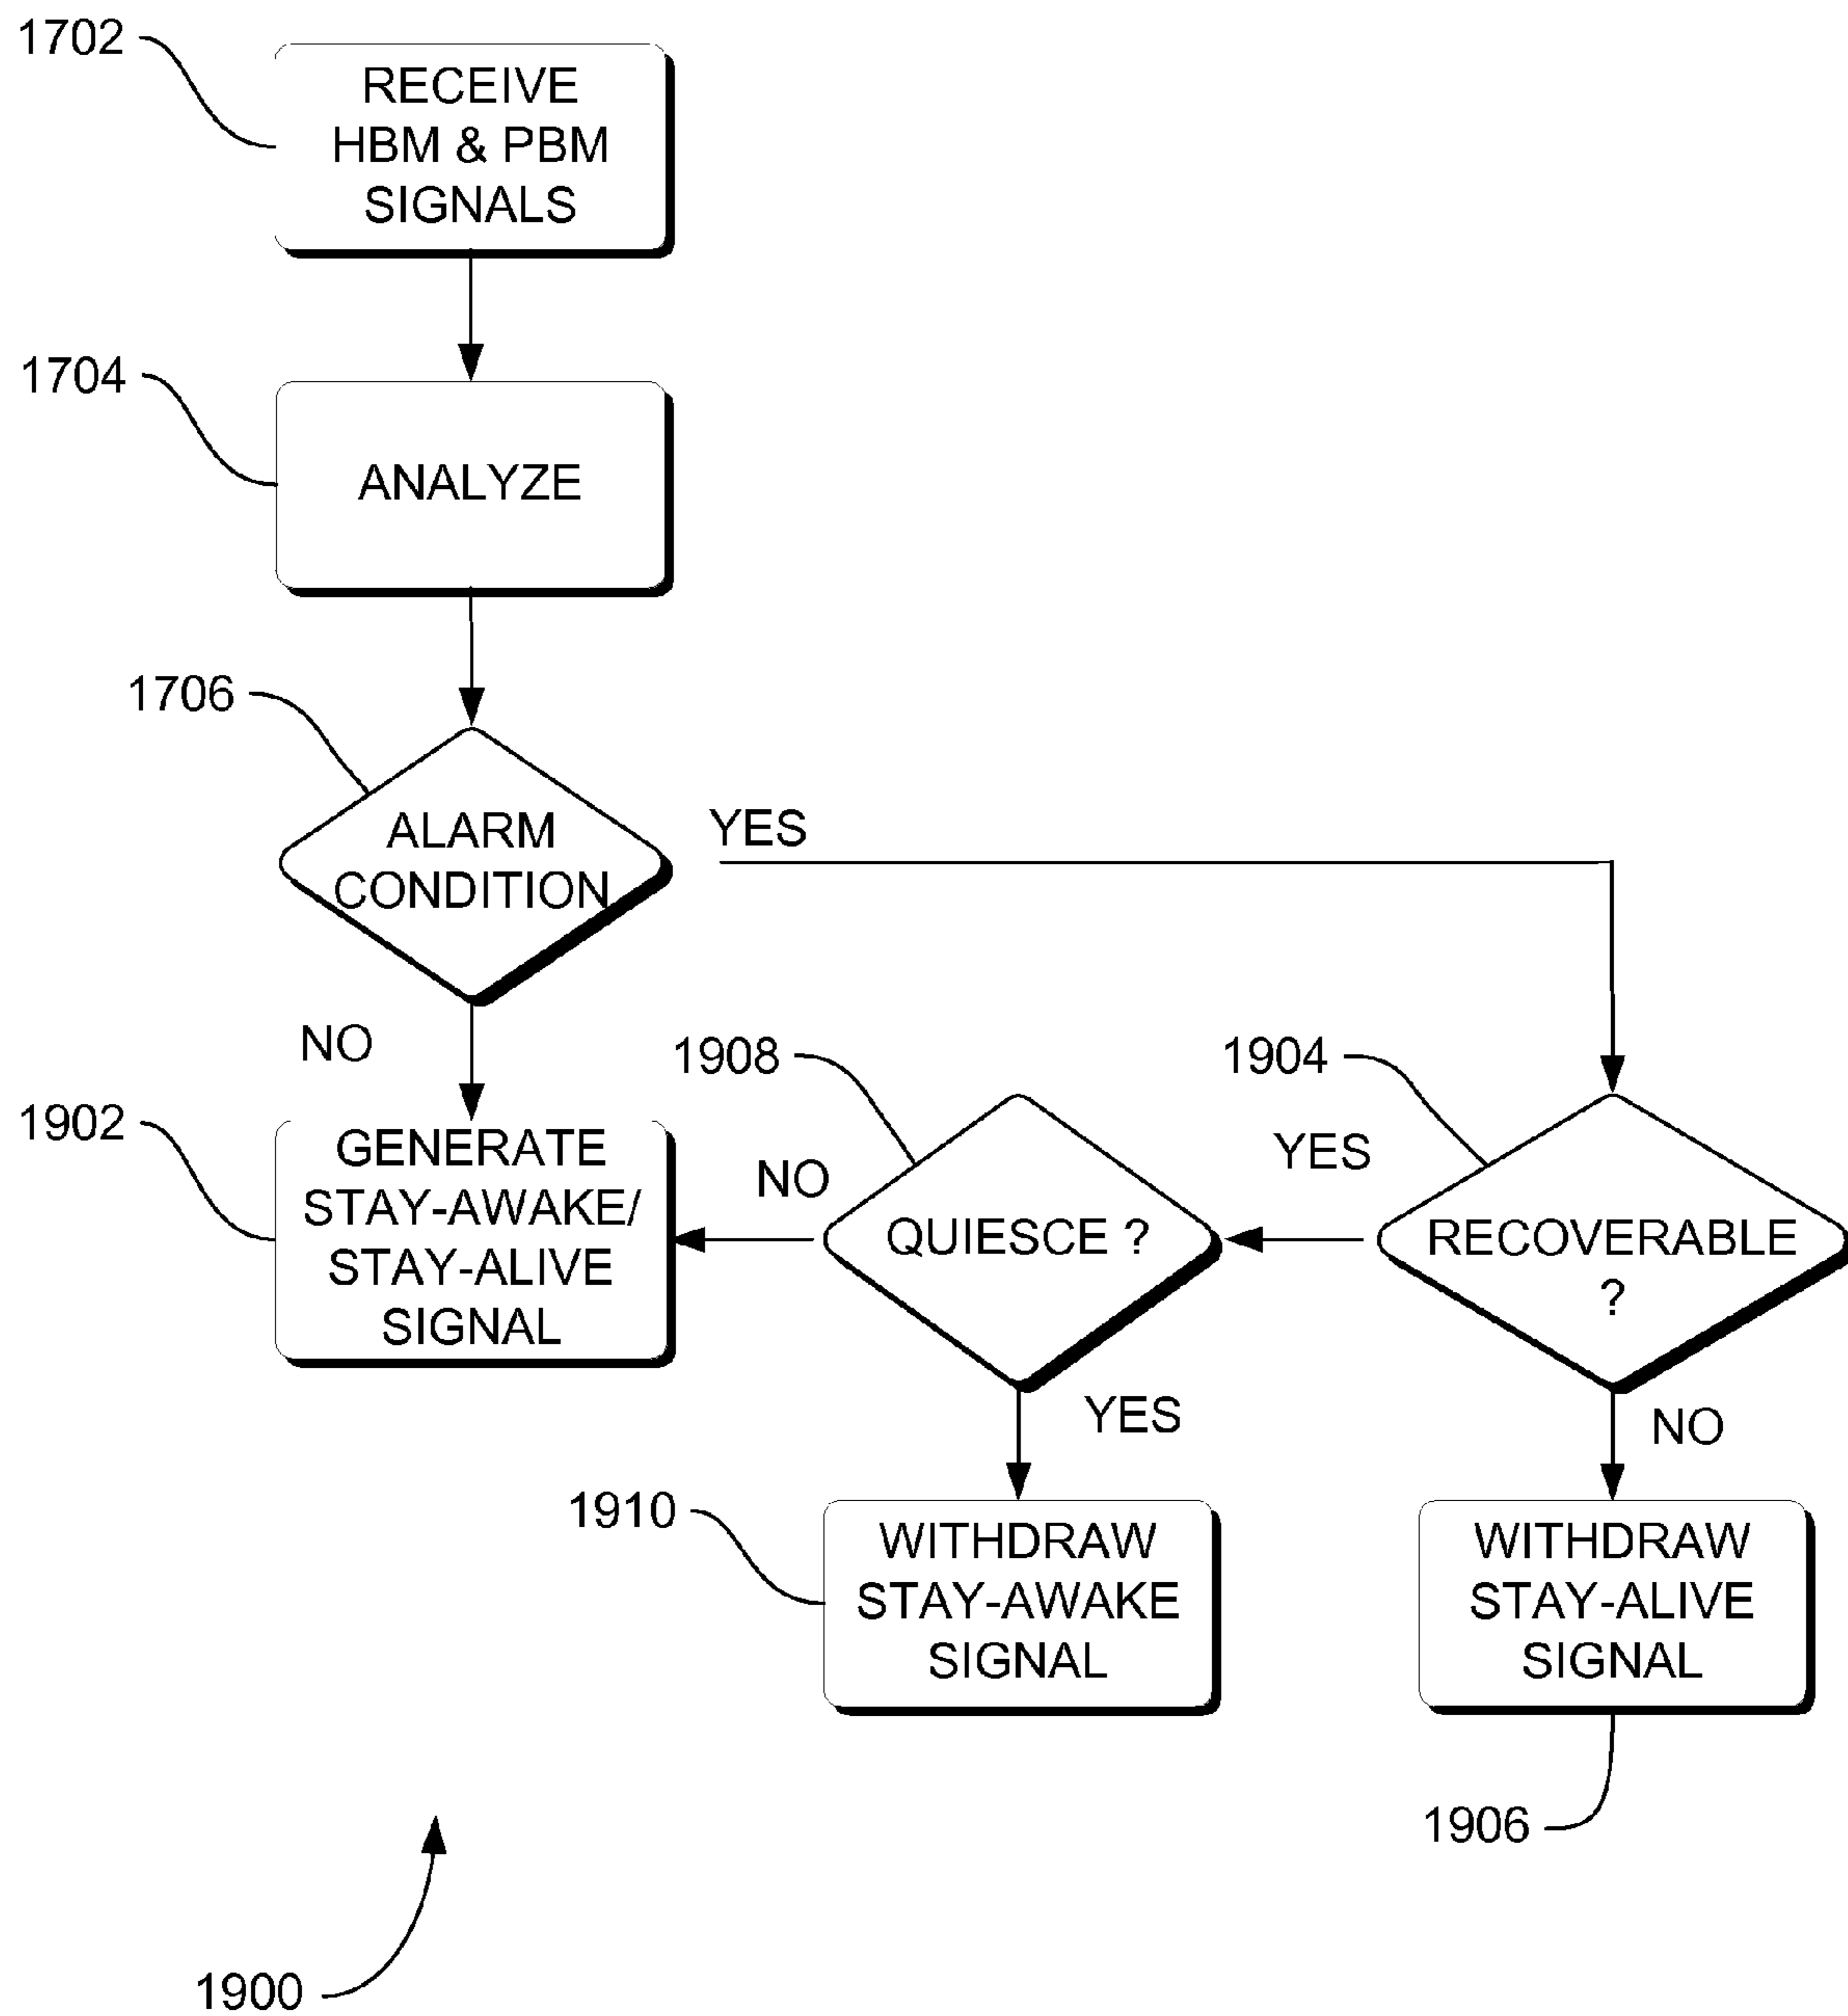 1702
RECEIVE
HBM & PBM
SIGNALS
1704
ANALYZE
1706
ALARM
CONDITION
YES
NO
1902
GENERATE
STAY-AWAKE/
STAY-ALIVE
SIGNAL
1908
NO
QUIESCE ?
YES
1904
YES
RECOVERABLE
?
NO
1910
WITHDRAW
STAY-AWAKE
SIGNAL
WITHDRAW
STAY-ALIVE
SIGNAL
1906
1900